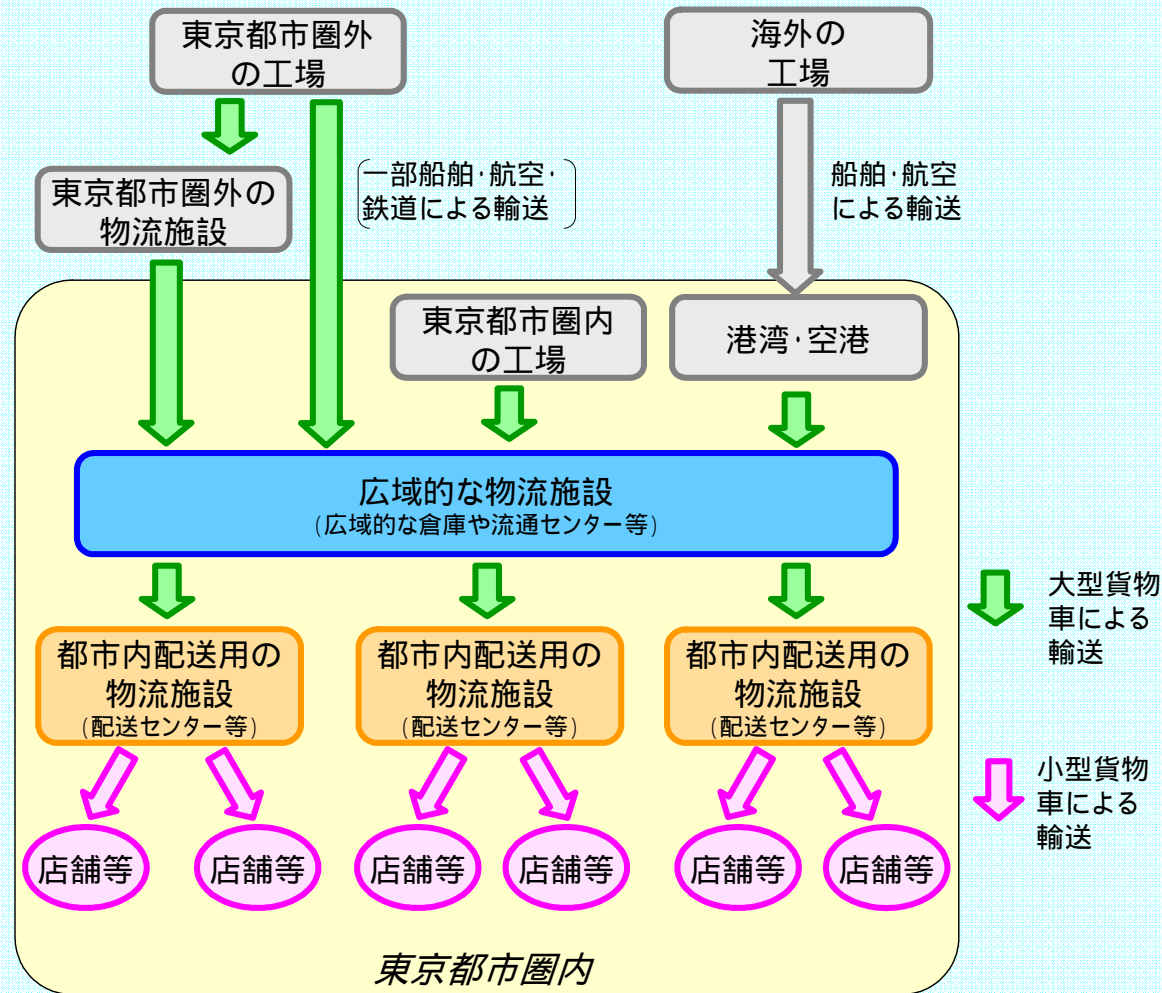 東京都市圏外
の工場
海外の
工場
一部船舶・航空・
鉄道による輸送
船舶・航空
による輸送
東京都市圏外の
物流施設
東京都市圏内
の工場
港湾・空港
広域的な物流施設
(広域的な倉庫や流通センター等)
大型貨物
車による
輸送
都市内配送用の
物流施設
(配送センター等)
都市内配送用の
物流施設
(配送センター等)
都市内配送用の
物流施設
(配送センター等)
小型貨物
車による
輸送
店舗等
店舗等
店舗等
店舗等
店舗等
店舗等
東京都市圏内